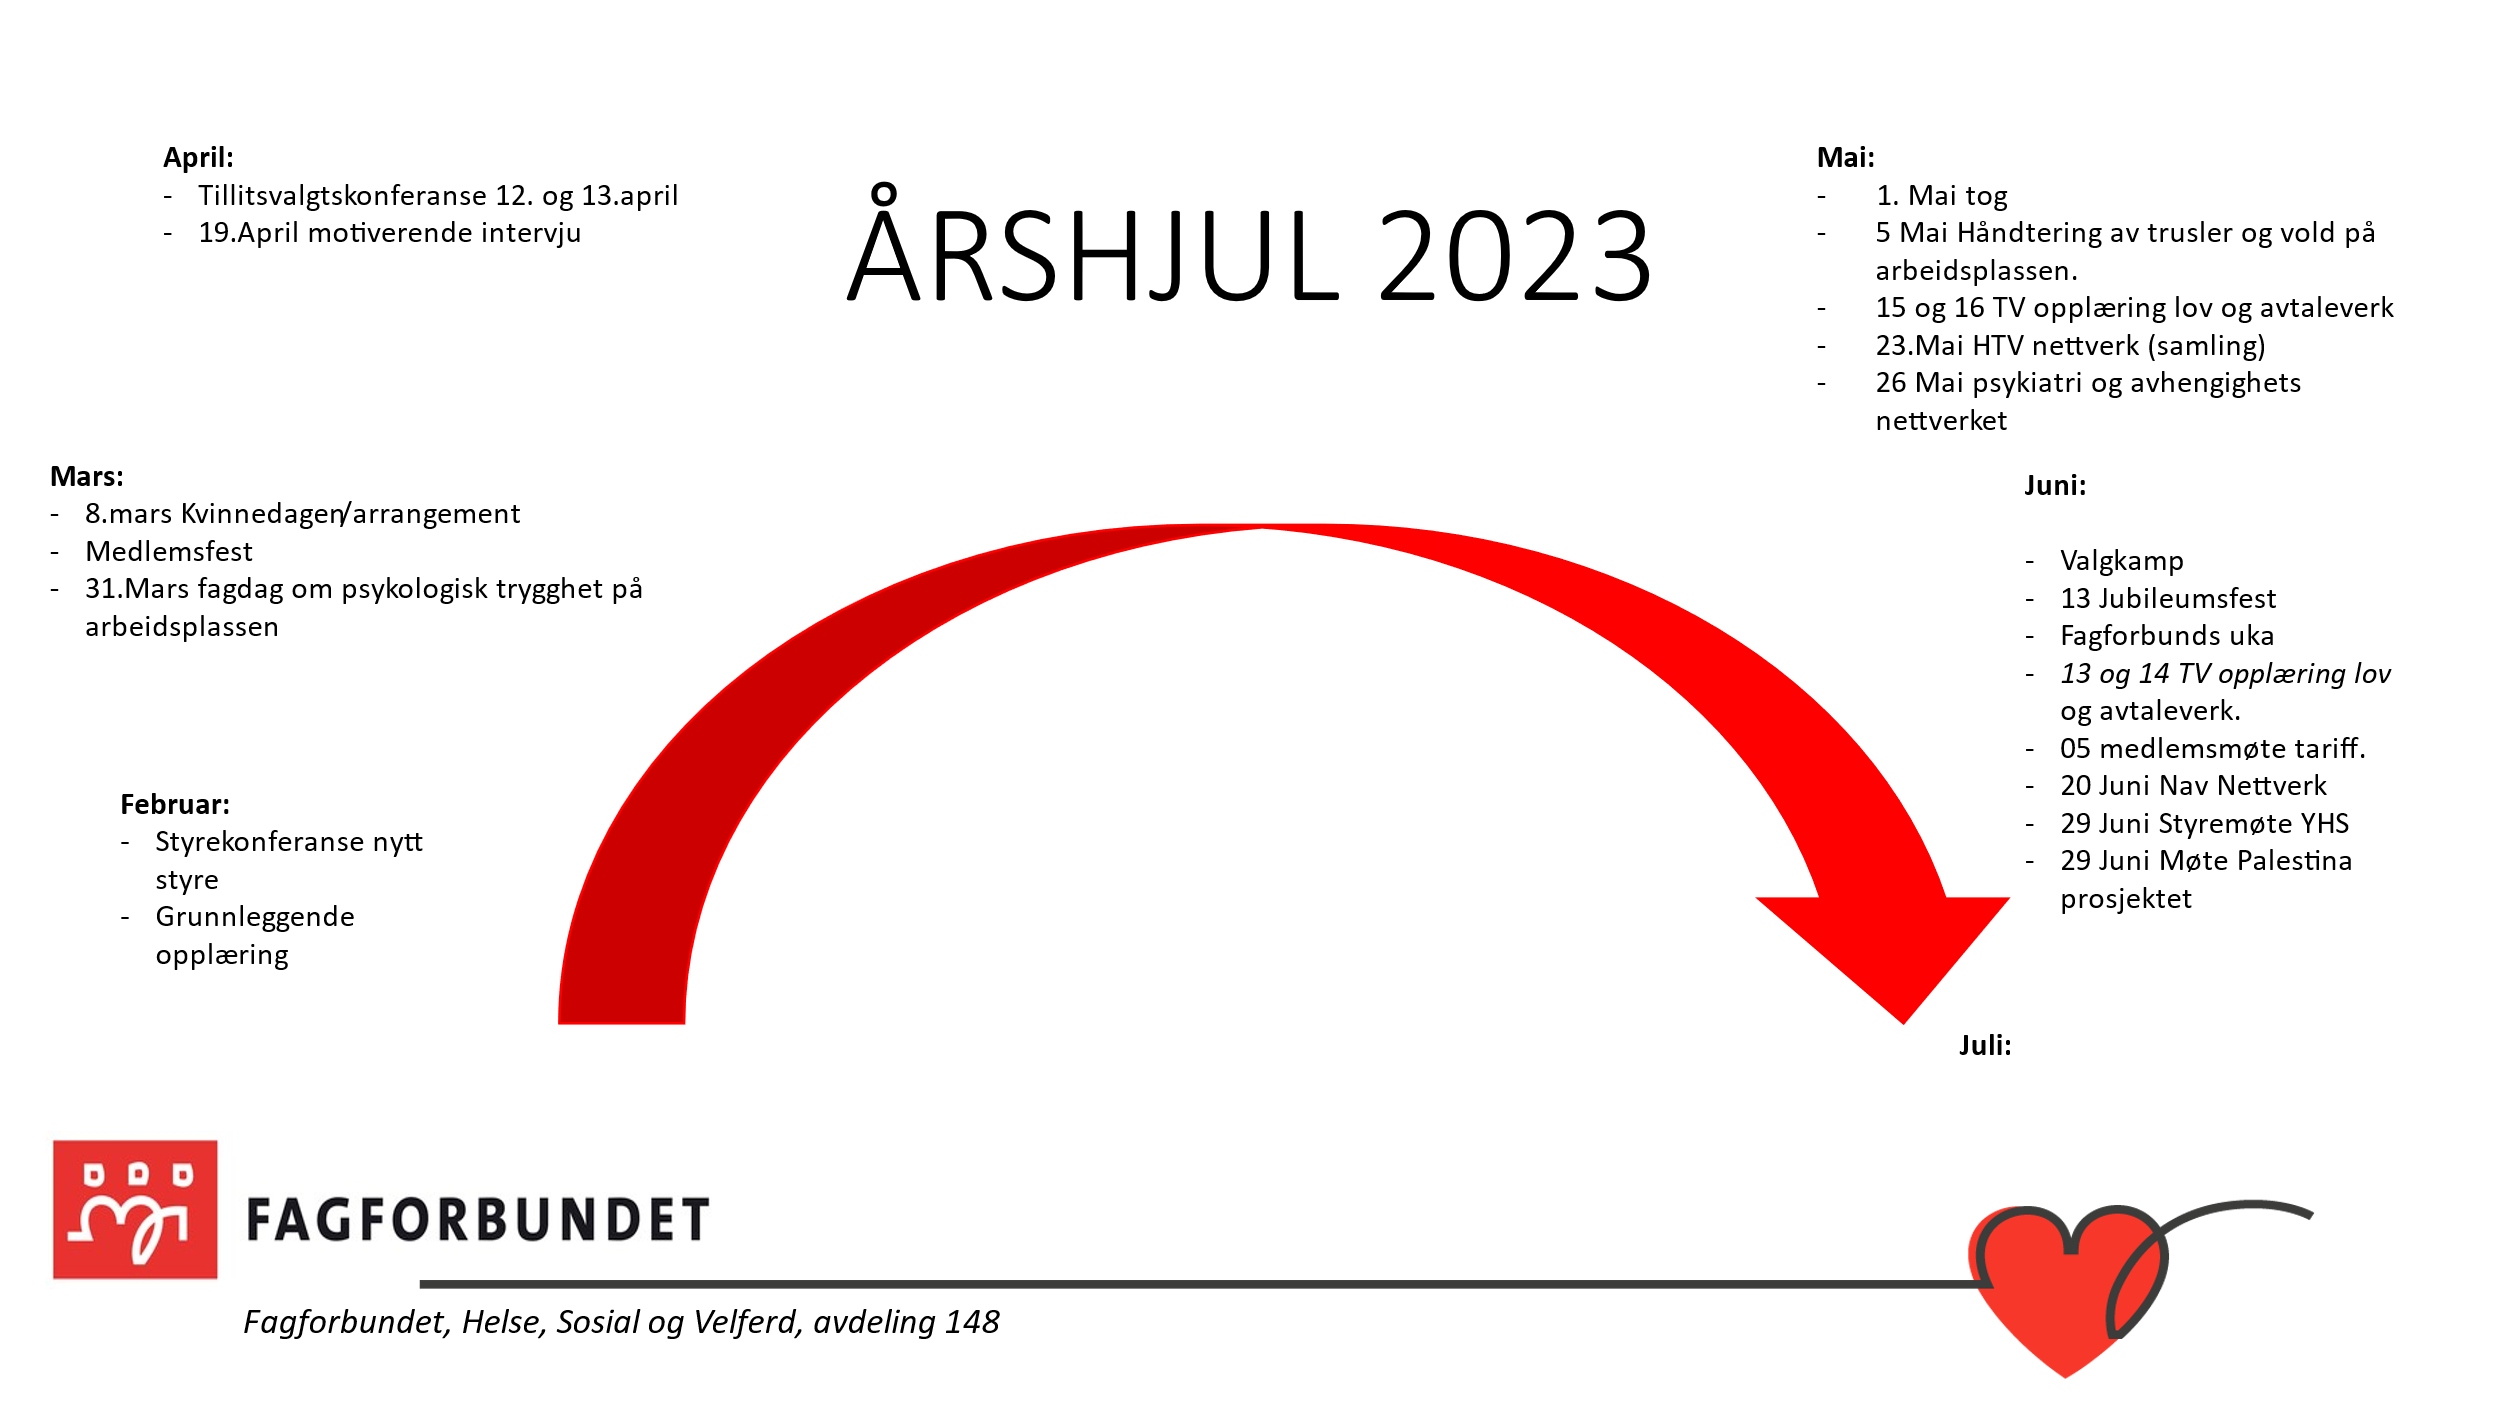 ÅRSHJUL 2023
April:
- Tillitsvalgtskonferanse 12. og 13.april
- 19.April motiverende intervju
Mars:
- 8.mars Kvinnedagen/arrangement
- Medlemsfest
- 31.Mars fagdag om psykologisk trygghet på
arbeidsplassen
Februar:
- Styrekonferanse nytt
styre
- Grunnleggende
opplæring
Mai:
- 1. Mai tog
- 5 Mai Håndtering av trusler og vold på
arbeidsplassen.
- 15 og 16 TV opplæring lov og avtaleverk
- 23.Mai HTV nettverk (samling)
- 26 Mai psykiatri og avhengighets
nettverket
Juni:
- Valgkamp
- 13 Jubileumsfest
- Fagforbunds uka
- 13 og 14 TV opplæring lov
og avtaleverk.
- 05 medlemsmøte tariff.
- 20 Juni Nav Nettverk
- 29 Juni Styremøte YHS
- 29 Juni Møte Palestina
prosjektet
Juli:
FAGFORBUNDET
Fagforbundet, Helse, Sosial og Velferd, avdeling 148